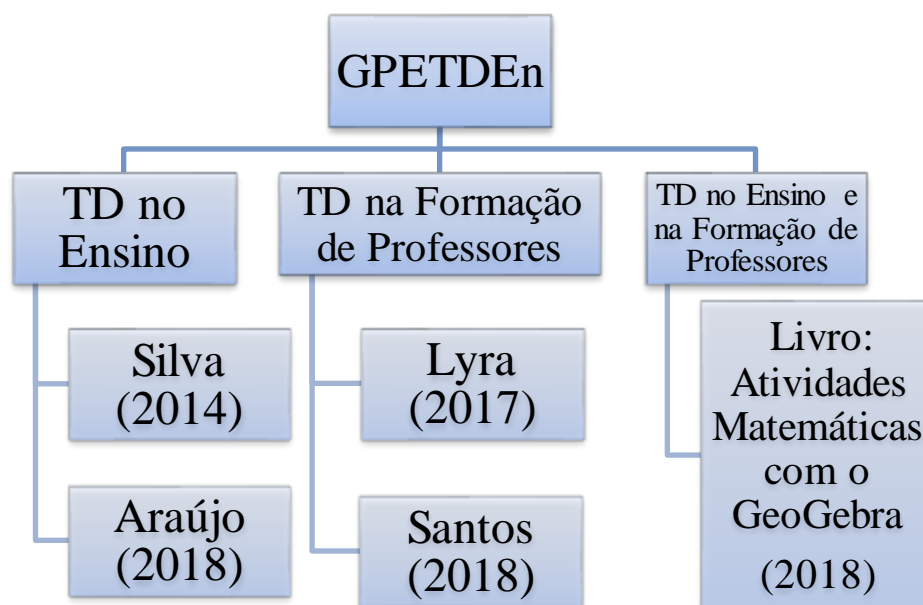 GPETDEn
TD no
Ensino
TD na Formação
de Professores
TD no Ensino e
na Formação de
Professores
Silva
(2014)
Araújo
(2018)
Lyra
(2017)
Santos
(2018)
Livro:
Atividades
Matemáticas
com o
GeoGebra
(2018)